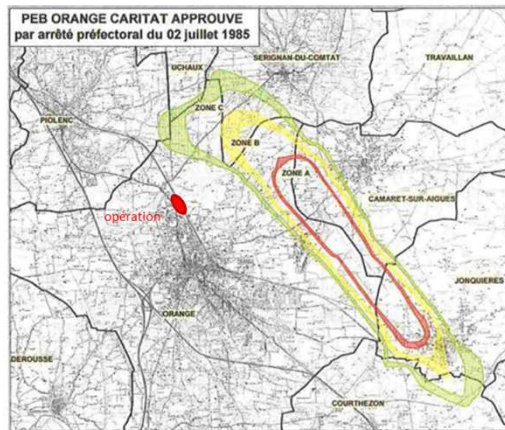 PEB ORANGE CARITAT APPROUVE
par arrêté préfectoral du 02 juillet 1985
SERIGNAN-DU-COMTAT
TRAVAILLAN
UCHAUX
ZONE C
PIOLENC
ZONE B
ZONE A
CAMARET-SUR-AIGUES
opération
JONQUIERES
ORANGE
DEROUSSE
COURTHEZON